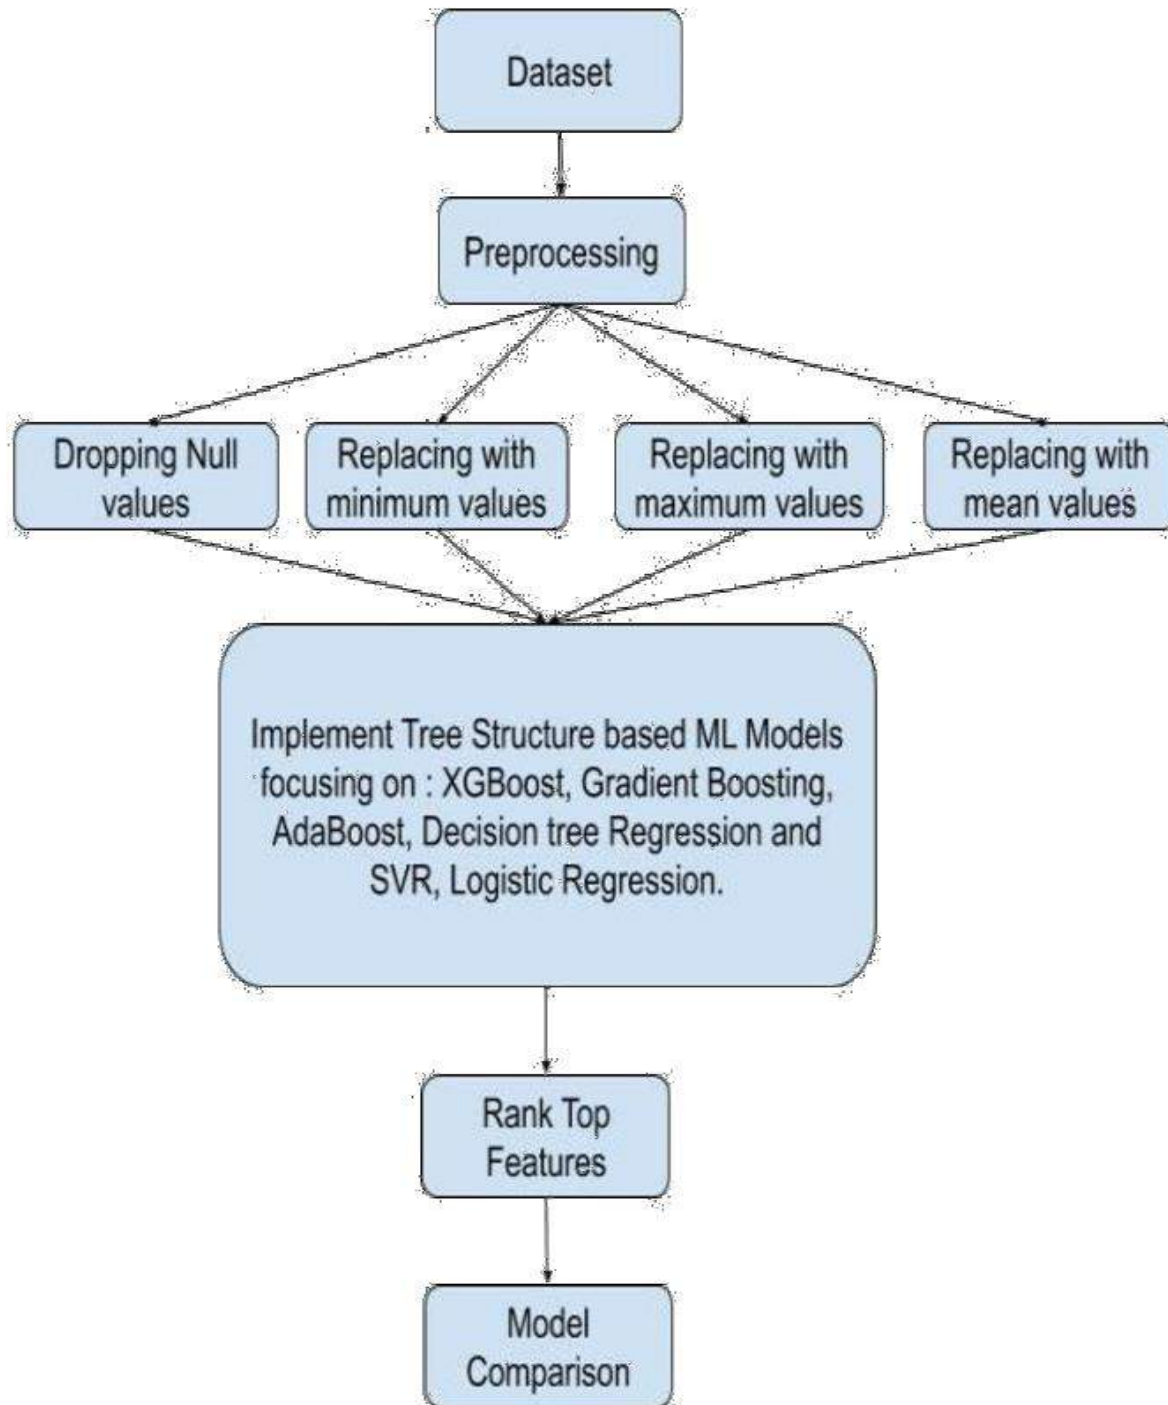 Dataset
Preprocessing
Dropping Null
values
Replacing with
minimum values
Replacing with
maximum values
Replacing with
mean values
Implement Tree Structure based ML Models
focusing on : XGBoost, Gradient Boosting,
AdaBoost, Decision tree Regression and
SVR, Logistic Regression.
Rank Top
Features
Model
Comparison